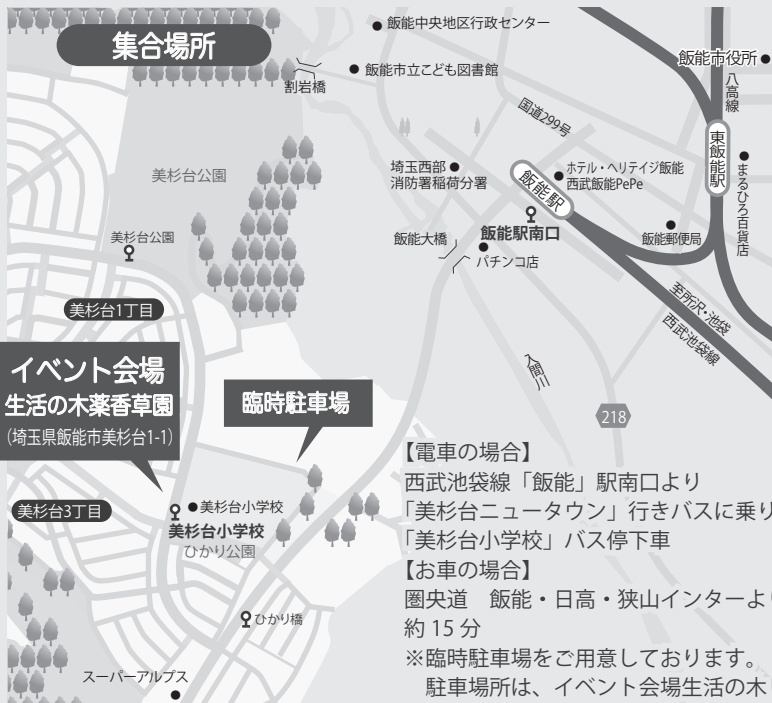 集合場所
飯能中央地区行政センター
飯能市立こども図書館
割岩橋
飯能市役所
八高線
東飯能駅
まるひろ百貨店
国道299号
埼玉西部
消防署稲荷分署
飯能駅
ホテル・ヘリテイジ飯能
西武飯能PePe
飯能駅南口
飯能郵便局
飯能大橋
パチンコ店
至所沢・池袋
西武池袋線
入間川
218
美杉台公園
美杉台公園
美杉台1丁目
イベント会場
生活の木薬香草園
(埼玉県飯能市美杉台1-1)
臨時駐車場
美杉台3丁目
美杉台小学校
美杉台小学校
ひかり公園
ひかり橋
スーパーアルプス
【電車の場合】
西武池袋線「飯能」駅南口より
「美杉台ニュータウン」行きバスに乗り
「美杉台小学校」バス停下車
【お車の場合】
圏央道　飯能・日高・狭山インターより
約 15 分
※臨時駐車場をご用意しております。
駐車場所は、イベント会場生活の木